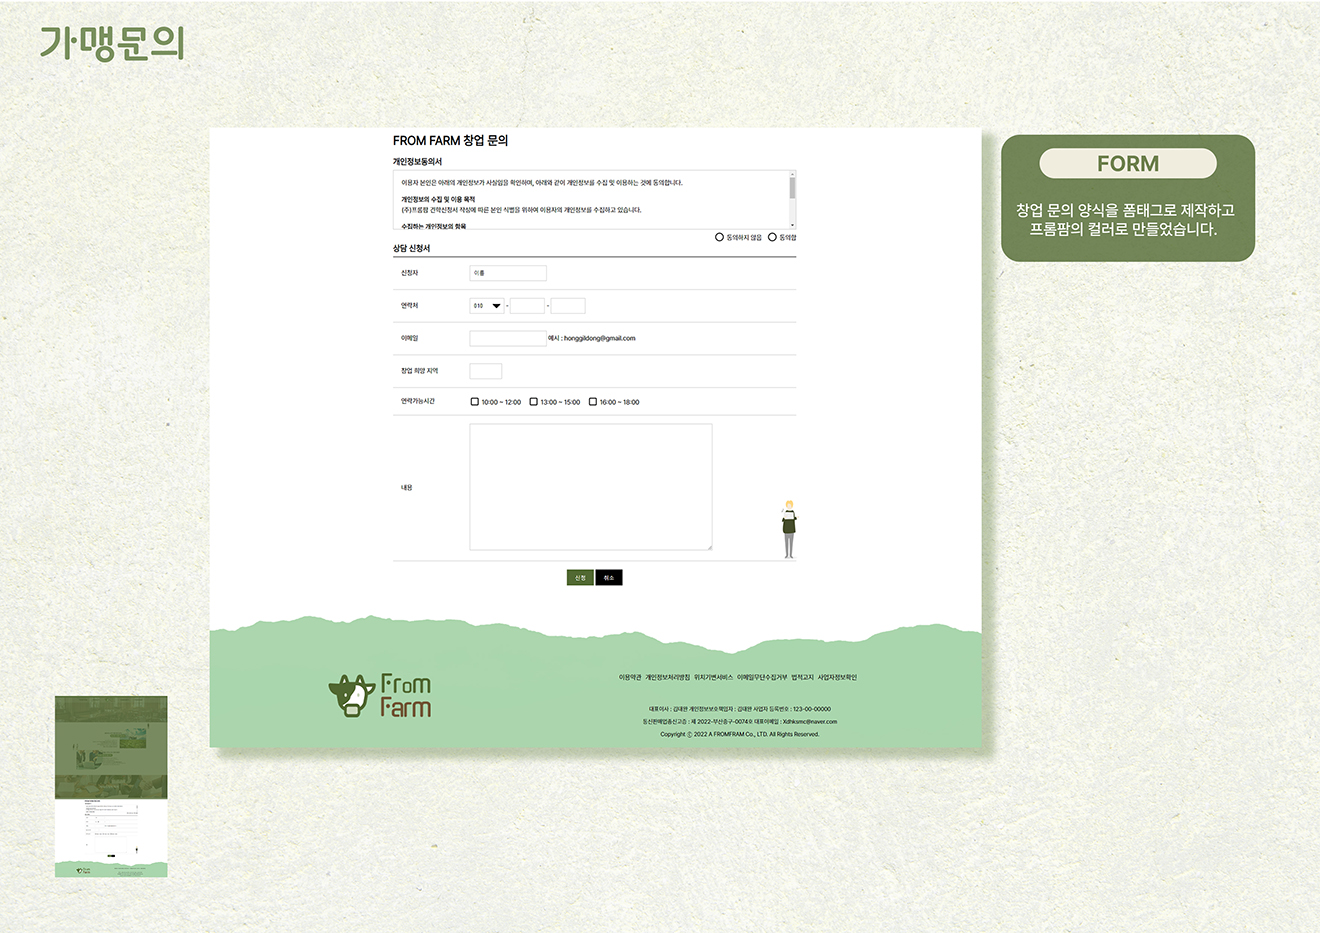 가맹문의
FROM FARM 창업 문의
개인정보동의서
이용자 본인은 아래의 개인정보가 사실임을 확인하며, 아래와 같이 개인정보를 수집 및 이용하는 것에 동의합니다.
개인정보의 수집 및 이용 목적
(주)프롬팜 견학신청서 작성에 따른 본인 식별을 위하여 이용자의 개인정보를 수집하고 있습니다.
수집하는 개인정보의 항목
동의하지 않음 동의함
상담 신청서
신청자 이름
연락처 010 - -
이메일 예시 : honggildong@gmail.com
창업 희망 지역
연락가능시간 10:00 ~ 12:00 13:00 ~ 15:00 16:00 ~ 18:00
내용
신청 취소
FORM
창업 문의 양식을 폼태그로 제작하고
프롬팜의 컬러로 만들었습니다.
From
Farm
이용약관 개인정보처리방침 위치기반서비스 이메일무단수집거부 법적고지 사업자정보확인
대표이사 : 김태완 개인정보보호책임자 : 김태완 사업자 등록번호 : 123-00-00000
통신판매업종신고증 : 제 2022-부산중구-0074호 대표이메일 : Xdhksmc@naver.com
Copyright ⓒ 2022 A FROMFRAM Co., LTD. All Rights Reserved.
From
Farm